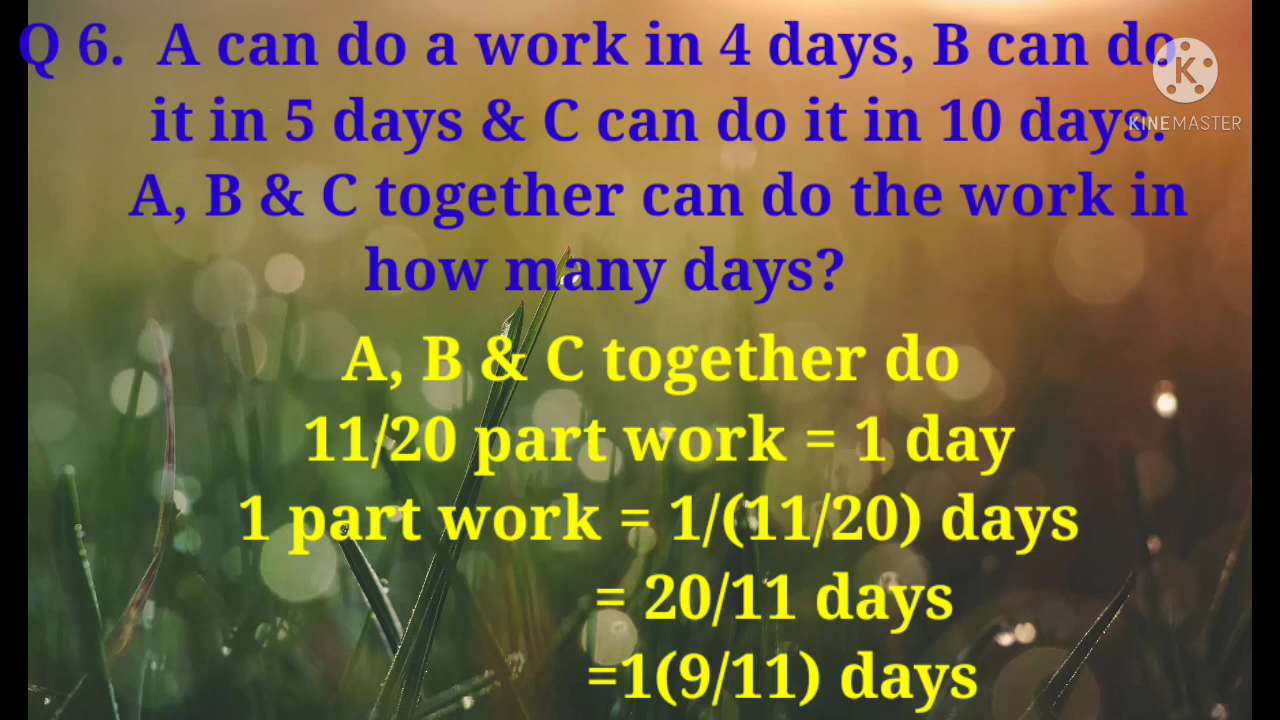 Q 6. A can do a work in 4 days, B can do
it in 5 days & C can do it in 10 days.
A, B & C together can do the work in
how many days?
K
KINEMASTER
A, B & C together do
11/20 part work = 1 day
1 part work = 1/(11/20) days
= 20/11 days
=1(9/11) days